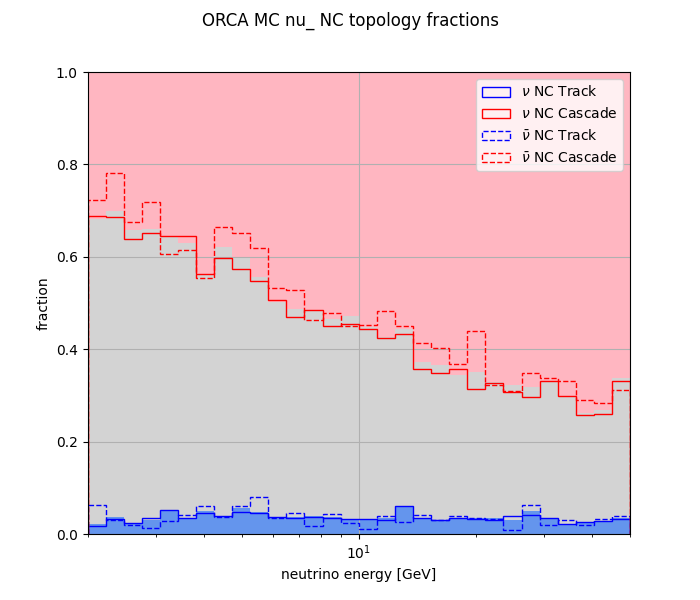 ORCA MC nu_ NC topology fractions
1.0
0.8
0.6
0.4
0.2
0.0
fraction
ν NC Track
ν NC Cascade
ν̄ NC Track
ν̄ NC Cascade
10¹
neutrino energy [GeV]